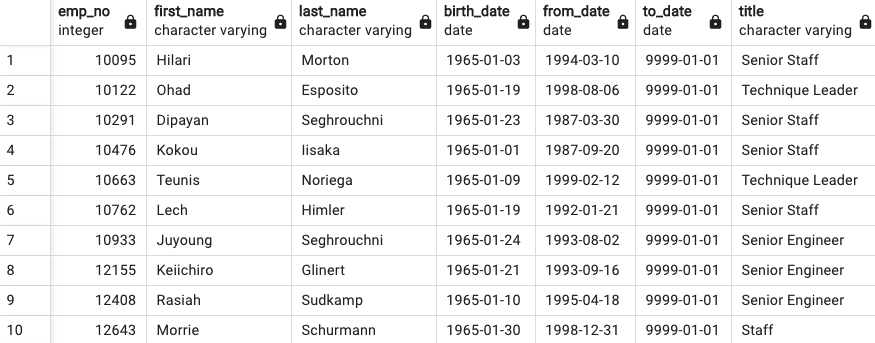 emp_no first_name last_name birth_date from_date to_date title
integer character varying character varying date date date character varying
1 10095 Hilari Morton 1965-01-03 1994-03-10 9999-01-01 Senior Staff
2 10122 Ohad Esposito 1965-01-19 1998-08-06 9999-01-01 Technique Leader
3 10291 Dipayan Seghrouchni 1965-01-23 1987-03-30 9999-01-01 Senior Staff
4 10476 Kokou Iisaka 1965-01-01 1987-09-20 9999-01-01 Senior Staff
5 10663 Teunis Noriega 1965-01-09 1999-02-12 9999-01-01 Technique Leader
6 10762 Lech Himler 1965-01-19 1992-01-21 9999-01-01 Senior Staff
7 10933 Juyoung Seghrouchni 1965-01-24 1993-08-02 9999-01-01 Senior Engineer
8 12155 Keiichiro Glinert 1965-01-21 1993-09-16 9999-01-01 Senior Engineer
9 12408 Rasiah Sudkamp 1965-01-10 1995-04-18 9999-01-01 Senior Engineer
10 12643 Morrie Schurmann 1965-01-30 1998-12-31 9999-01-01 Staff